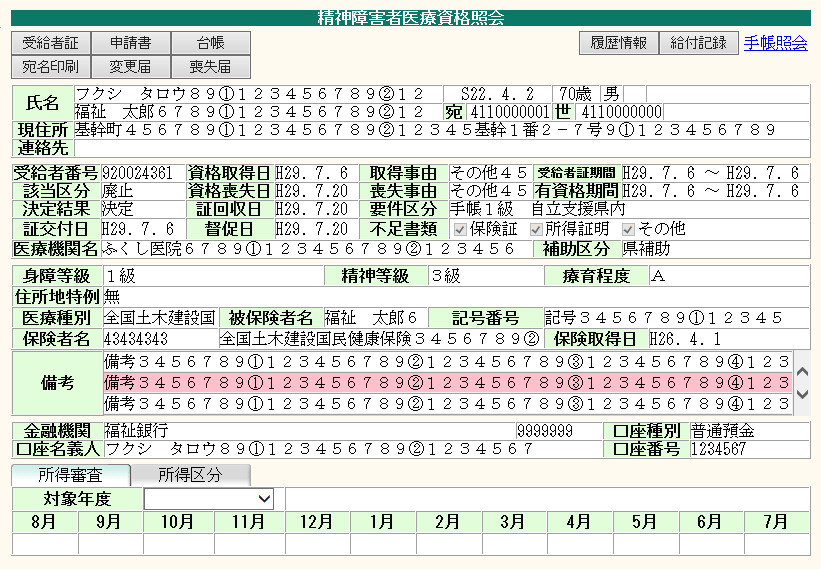 精神障害者医療資格照会
受給者証 申請書 台帳 履歴情報 給付記録 手帳照会
宛名印刷 変更届 喪失届
氏名 フクシ　タロウ８９①１２３４５６７８９②１２ S22. 4. 2 70歳 男
福祉　太郎６７８９①１２３４５６７８９②１２ 宛 4110000001 世 4110000000
現住所 基幹町４５６７８９①１２３４５６７８９②１２３４５基幹１番２－７号９①１２３４５６７８９
連絡先
受給者番号 920024361 資格取得日 H29. 7. 6 取得事由 その他４５ 受給者証期間 H29. 7. 6 ～ H29. 7. 6
該当区分 廃止 資格喪失日 H29. 7.20 喪失事由 その他４５ 有資格期間 H29. 7. 6 ～ H29. 7. 6
決定結果 決定 証回収日 H29. 7.20 要件区分 手帳１級　自立支援県内
証交付日 H29. 7. 6 督促日 H29. 7.20 不足書類 保険証 所得証明 その他
医療機関名 ふくし医院６７８９①１２３４５６７８９②１２３４５６ 補助区分 県補助
身障等級 １級 精神等級 ３級 療育程度 Ａ
住所地特例 無
医療種別 全国土木建設国 被保険者名 福祉　太郎６ 記号番号 記号３４５６７８９①１２３４５
保険者名 43434343 全国土木建設国民健康保険３４５６７８９② 保険取得日 H26. 4. 1
備考 備考３４５６７８９①１２３４５６７８９②１２３４５６７８９③１２３４５６７８９④１２３
備考３４５６７８９①１２３４５６７８９②１２３４５６７８９③１２３４５６７８９④１２３
備考３４５６７８９①１２３４５６７８９②１２３４５６７８９③１２３４５６７８９④１２３
金融機関 福祉銀行 9999999 口座種別 普通預金
口座名義人 フクシ　タロウ８９①１２３４５６７８９②１２３４５６７ 口座番号 1234567
所得審査 所得区分
対象年度
8月 9月 10月 11月 12月 1月 2月 3月 4月 5月 6月 7月